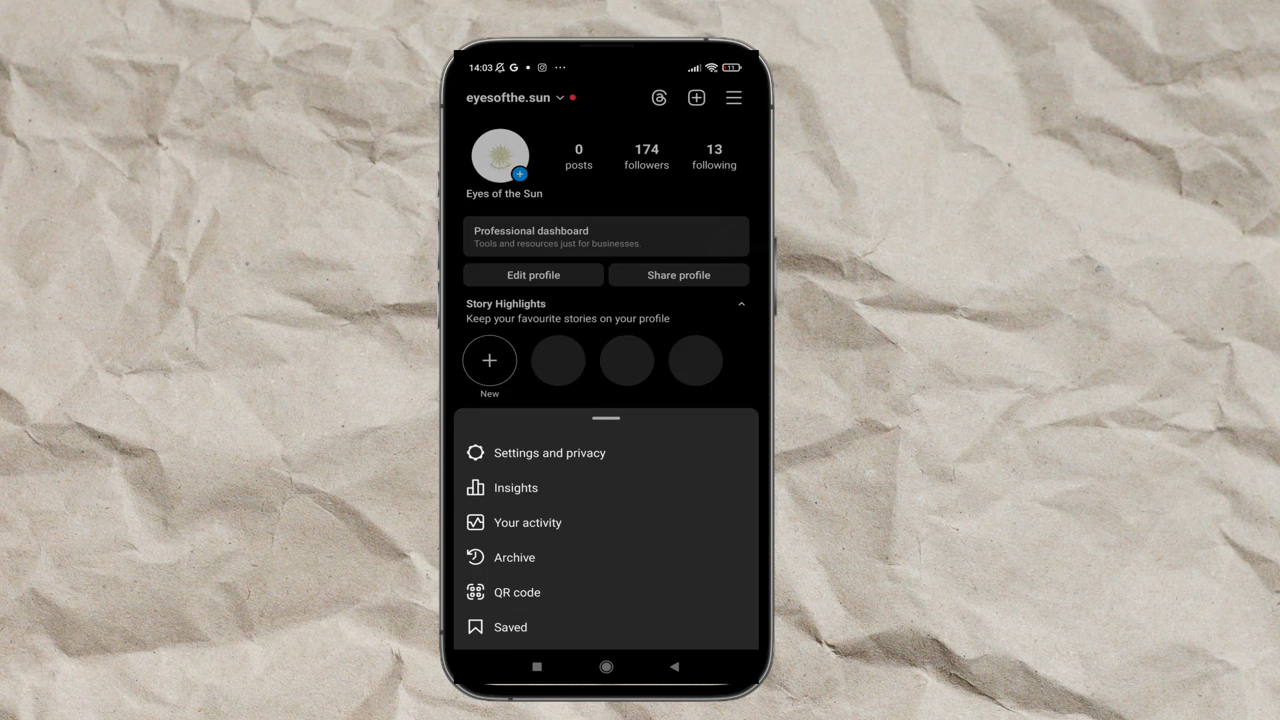 14:03
11
eyesofthe.sun
0 174 13
posts followers following
Eyes of the Sun
Professional dashboard
Tools and resources just for businesses.
Edit profile Share profile
Story Highlights
Keep your favourite stories on your profile
New
Settings and privacy
Insights
Your activity
Archive
QR code
Saved